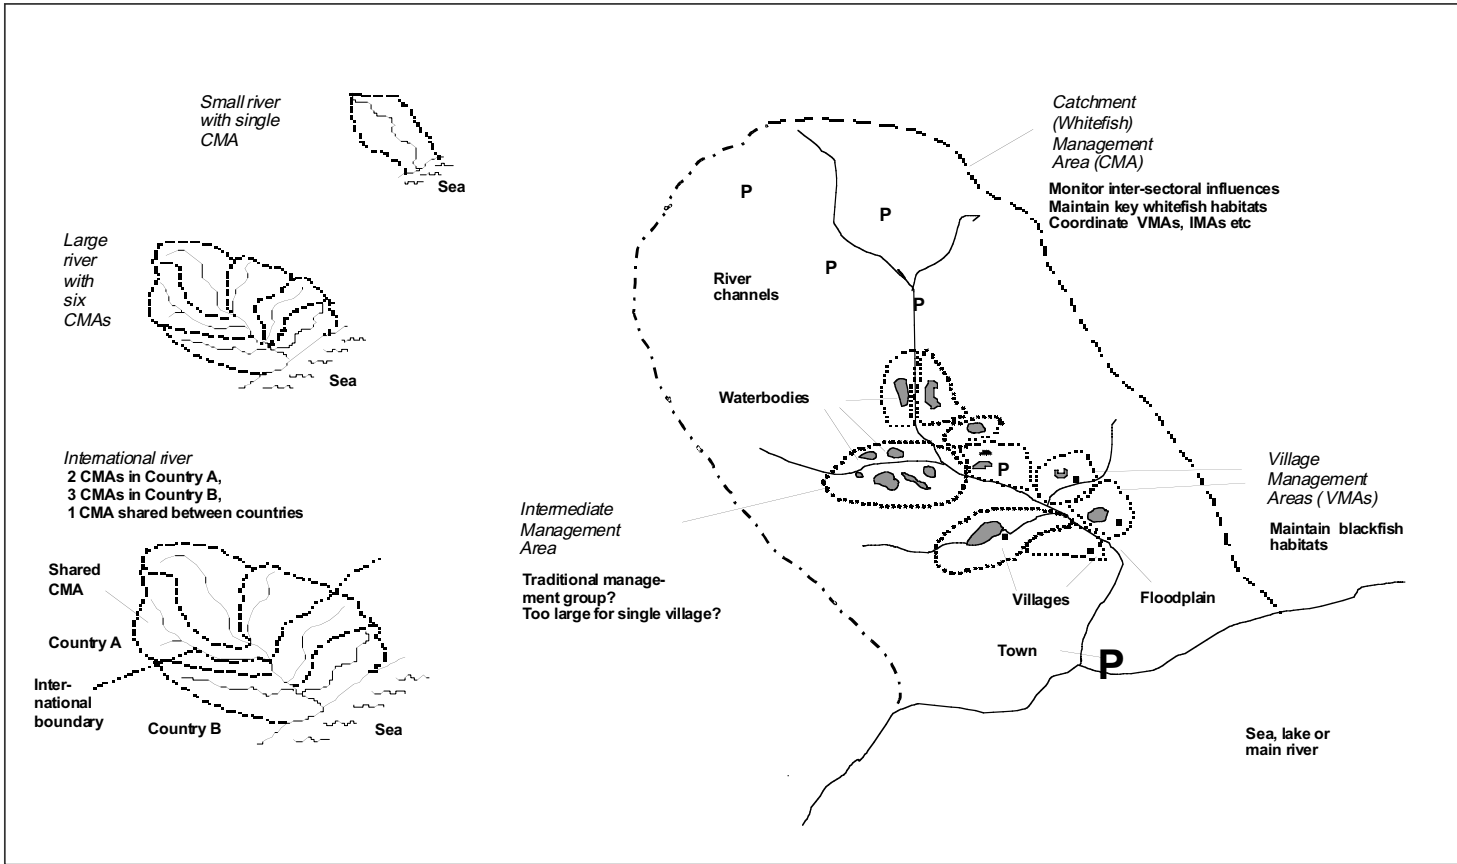 Small river
with single
CMA
Sea
Large
river
with
six
CMAs
Sea
International river
2 CMAs in Country A,
3 CMAs in Country B,
1 CMA shared between countries
Shared
CMA
Country A
Inter-
national
boundary
Country B
Sea
Catchment
(Whitefish)
Management
Area (CMA)
Monitor inter-sectoral influences
Maintain key whitefish habitats
Coordinate VMAs, IMAs etc
P
P
P
River
channels
P
Waterbodies
P
Village
Management
Areas (VMAs)
Maintain blackfish
habitats
Intermediate
Management
Area
Traditional manage-
ment group?
Too large for single village?
Villages
Floodplain
Town
P
Sea, lake or
main river